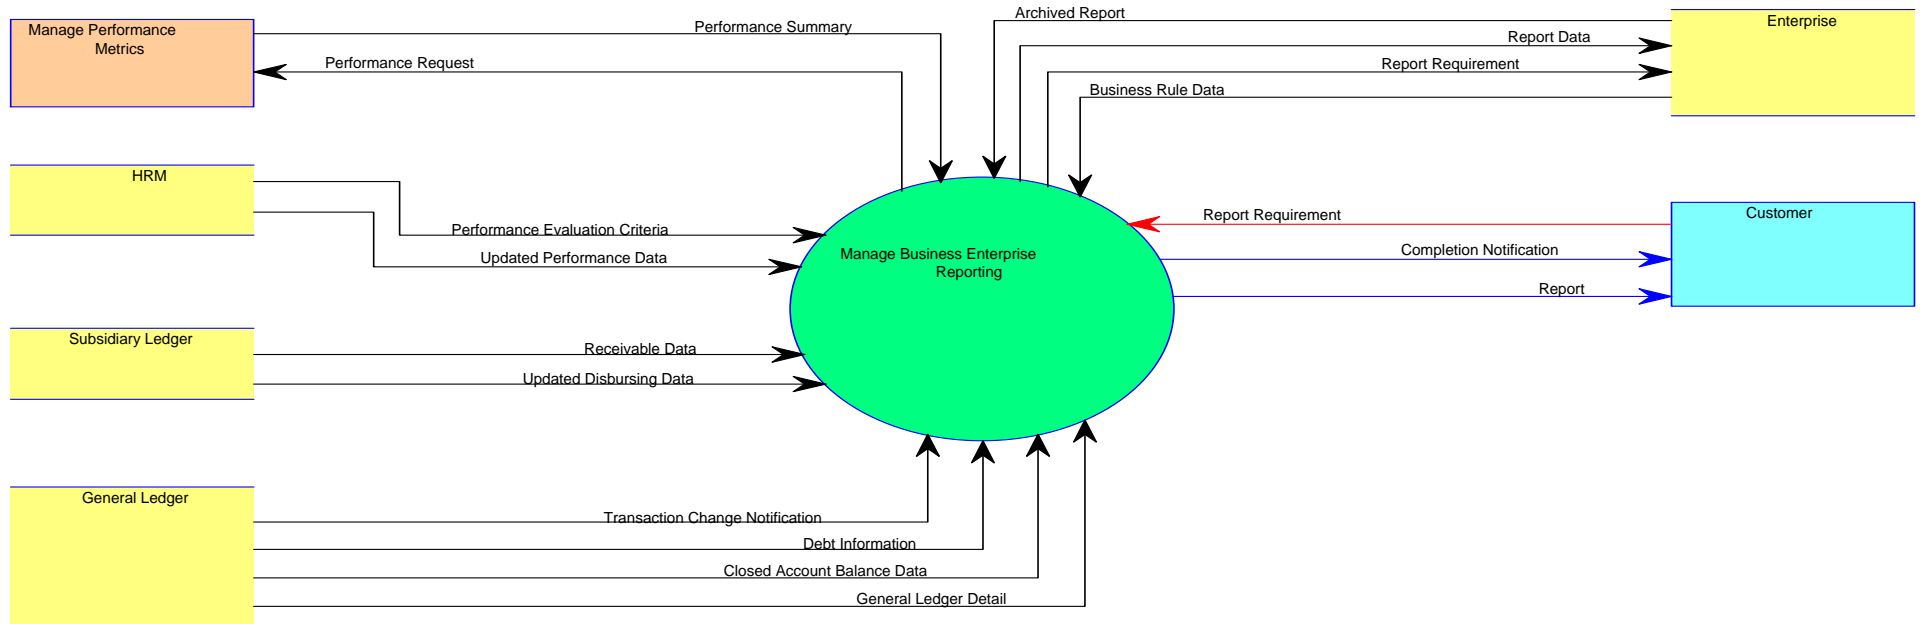 Manage Performance
Metrics
Performance Summary
Performance Request
Archived Report
Report Data
Report Requirement
Business Rule Data
Enterprise
HRM
Performance Evaluation Criteria
Updated Performance Data
Manage Business Enterprise
Reporting
Report Requirement
Completion Notification
Report
Customer
Subsidiary Ledger
Receivable Data
Updated Disbursing Data
General Ledger
Transaction Change Notification
Debt Information
Closed Account Balance Data
General Ledger Detail